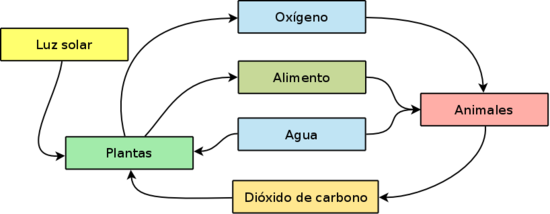 Oxígeno
Luz solar
Alimento
Animales
Agua
Plantas
Dióxido de carbono